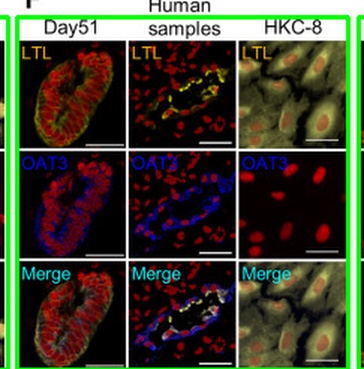 Human
Day51 samples HKC-8
LTL LTL LTL
OAT3 OAT3 OAT3
Merge Merge Merge